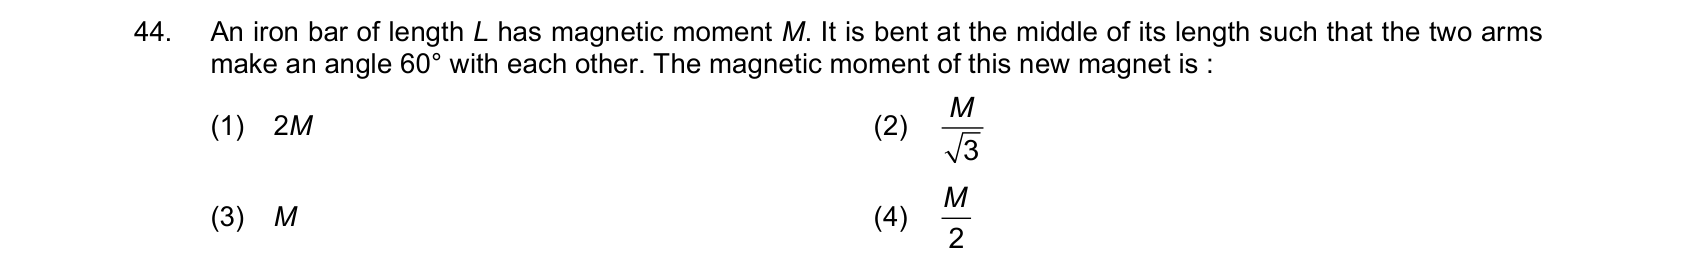 44. An iron bar of length L has magnetic moment M. It is bent at the middle of its length such that the two arms
make an angle 60° with each other. The magnetic moment of this new magnet is :
(1) 2M (2) M/√3
(3) M (4) M/2